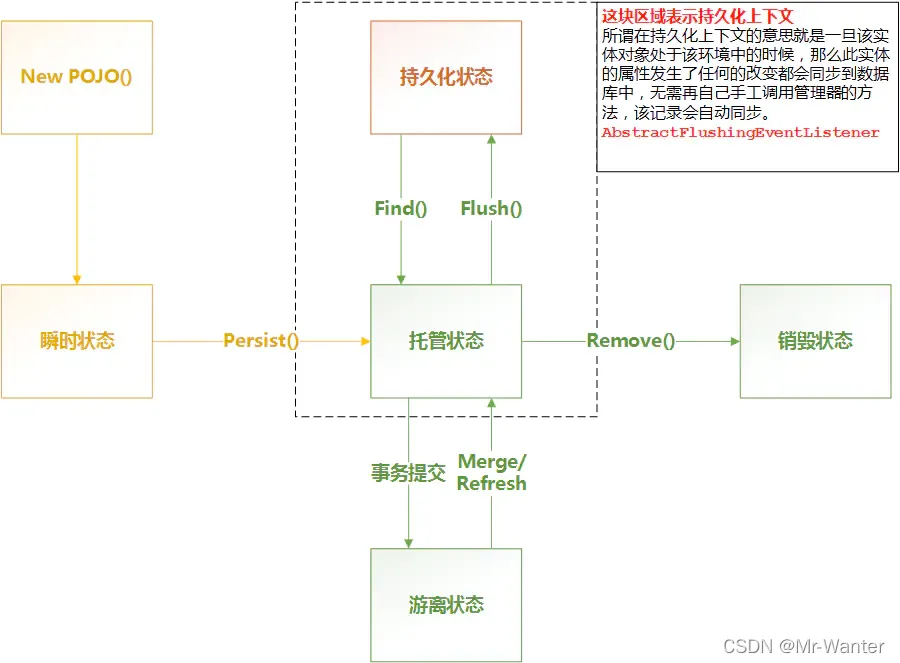 New POJO()
持久化状态
这块区域表示持久化上下文
所谓在持久化上下文的意思就是一旦该实
体对象处于该环境中的时候，那么此实体
的属性发生了任何的改变都会同步到数据
库中，无需再自己手工调用管理器的方
法，该记录会自动同步。
AbstractFlushingEventListener
Find()
Flush()
瞬时状态
Persist()
托管状态
Remove()
销毁状态
事务提交
Merge/
Refresh
游离状态
CSDN @Mr-Wanter